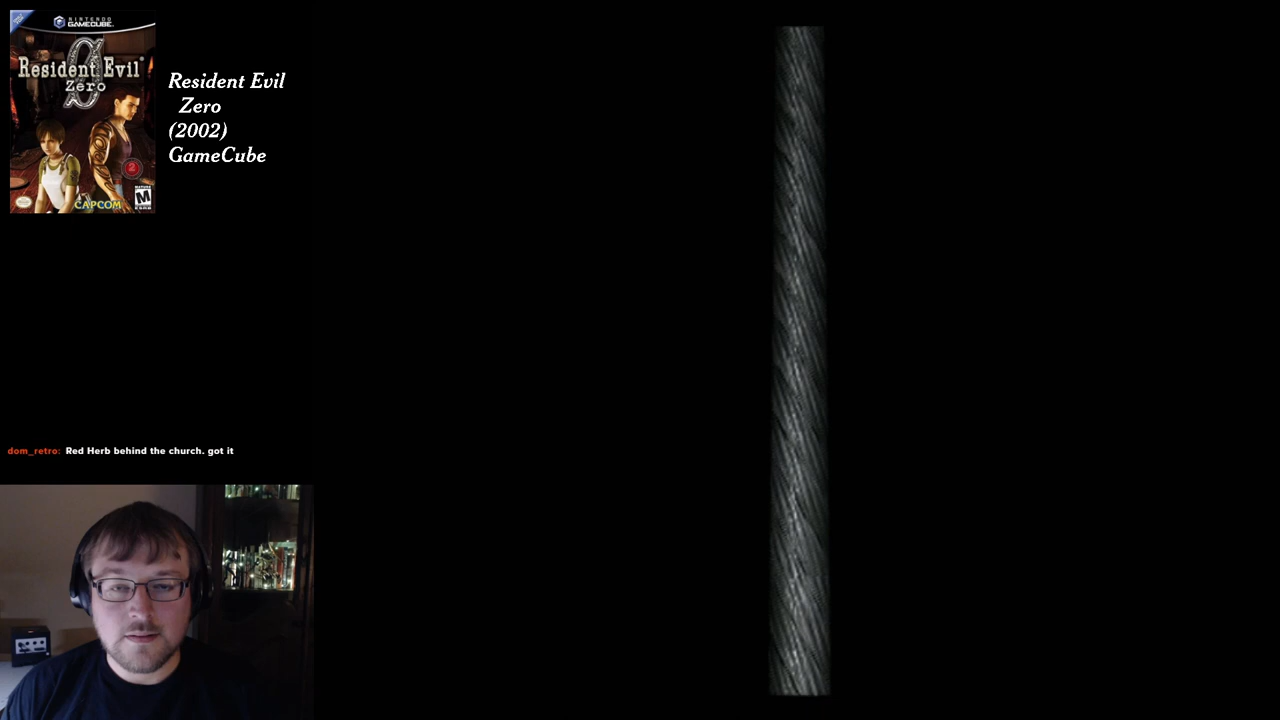 NINTENDO
GAMECUBE
Resident Evil
Zero
CAPCOM
MATURE
M
Resident Evil
Zero
(2002)
GameCube
dom_retro: Red Herb behind the church. got it